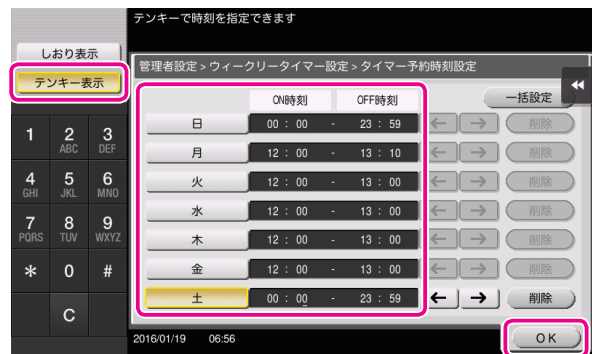 テンキーで時刻を指定できます
しおり表示
テンキー表示
管理者設定 > ウィークリータイマー設定 > タイマー予約時刻設定
ON時刻 OFF時刻 一括設定
日 00 : 00 - 23 : 59 ← → 削除
月 12 : 00 - 13 : 10 ← → 削除
火 12 : 00 - 13 : 00 ← → 削除
水 12 : 00 - 13 : 00 ← → 削除
木 12 : 00 - 13 : 00 ← → 削除
金 12 : 00 - 13 : 00 ← → 削除
土 00 : 00 - 23 : 59 ← → 削除
1 2 3
ABC DEF
4 5 6
GHI JKL MNO
7 8 9
PQRS TUV WXYZ
* 0 #
C
2016/01/19 06:56
OK